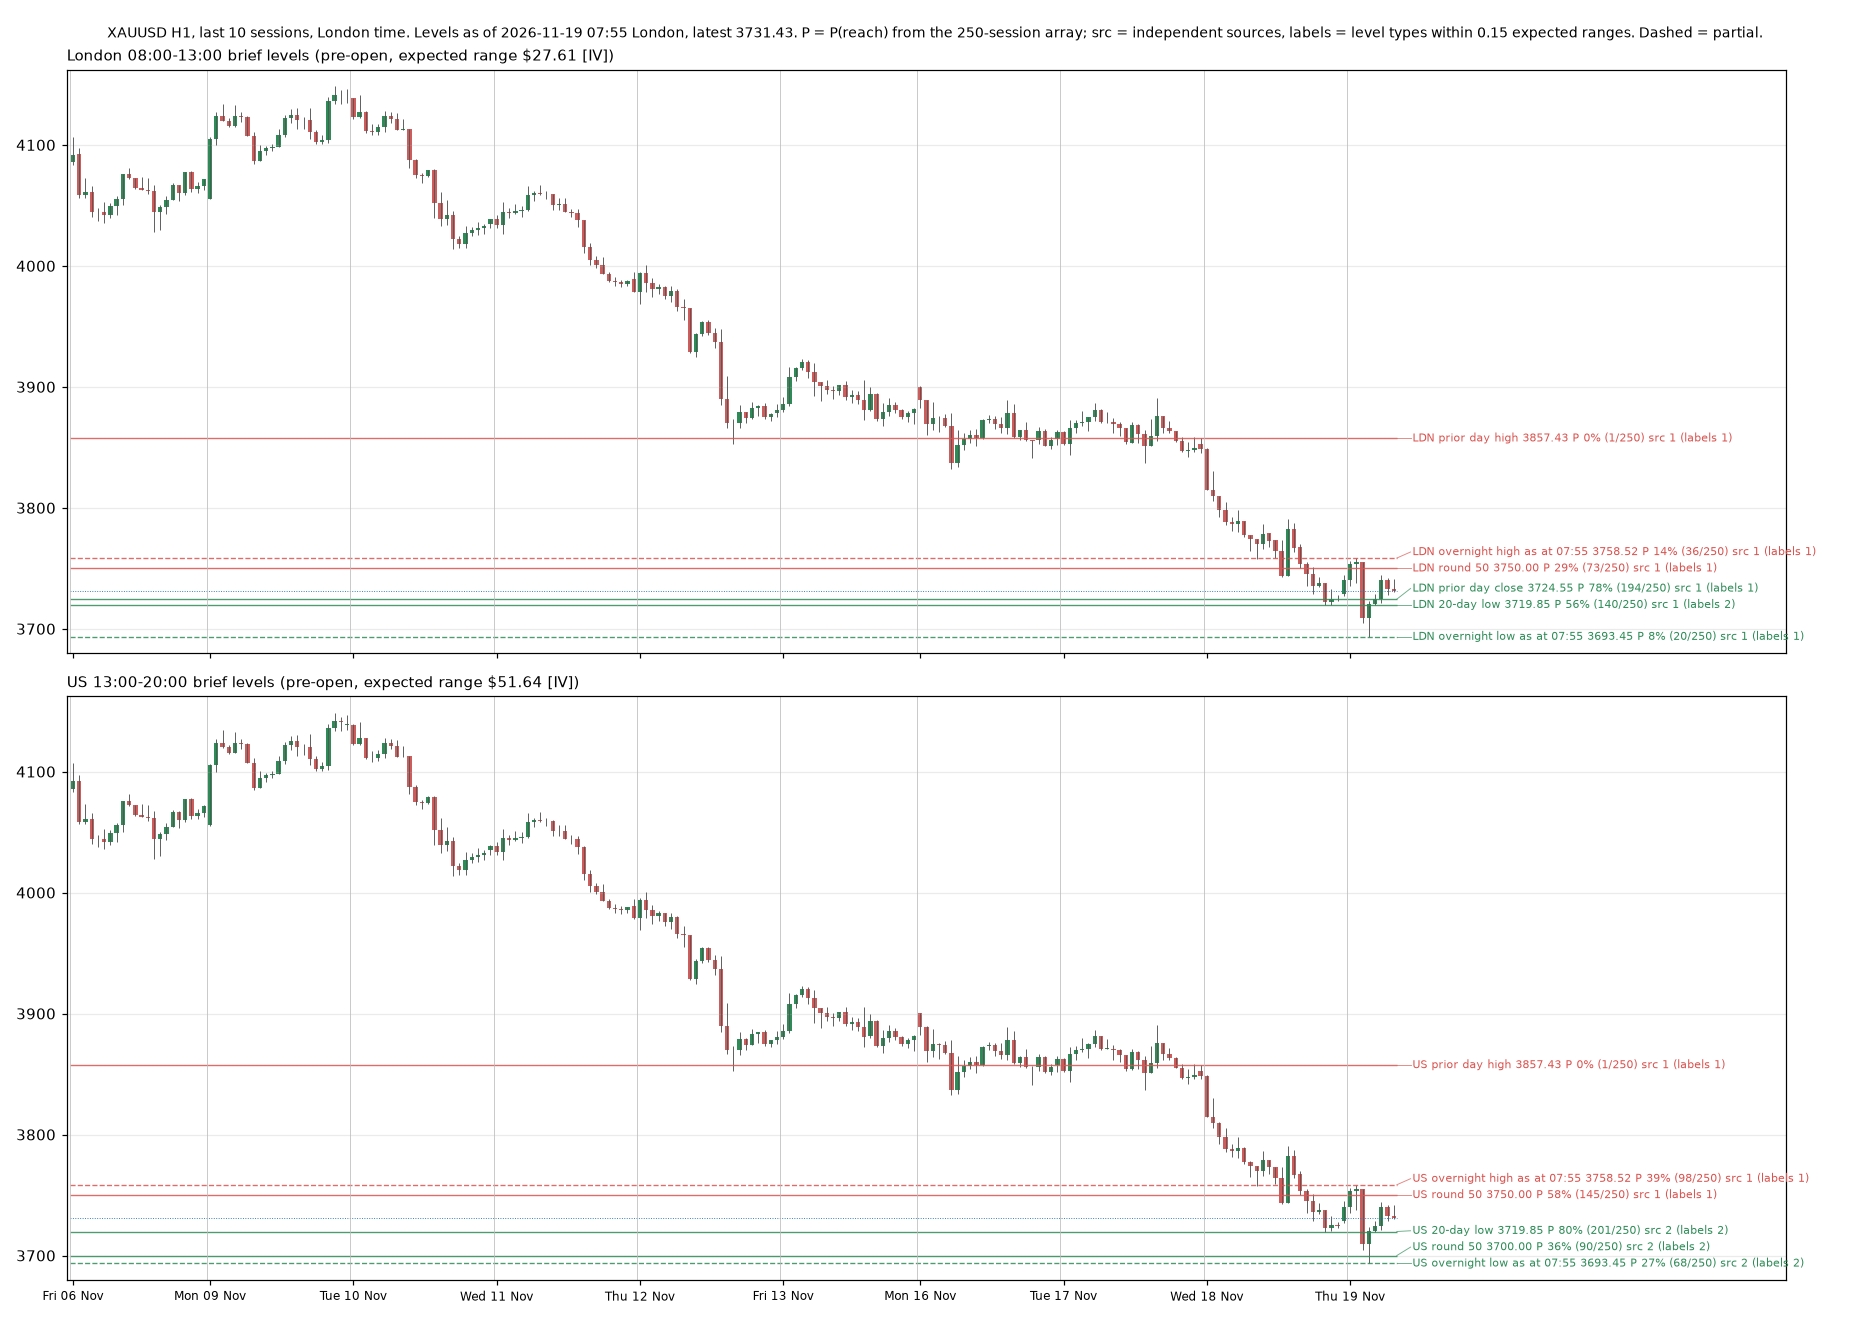 XAUUSD H1, last 10 sessions, London time. Levels as of 2026-11-19 07:55 London, latest 3731.43. P = P(reach) from the 250-session array; src = independent sources, labels = level types within 0.15 expected ranges. Dashed = partial.
London 08:00-13:00 brief levels (pre-open, expected range $27.61 [IV])
4100
4000
3900
LDN prior day high 3857.43 P 0% (1/250) src 1 (labels 1)
3800
LDN overnight high as at 07:55 3758.52 P 14% (36/250) src 1 (labels 1)
LDN round 50 3750.00 P 29% (73/250) src 1 (labels 1)
LDN prior day close 3724.55 P 78% (194/250) src 1 (labels 1)
LDN 20-day low 3719.85 P 56% (140/250) src 1 (labels 2)
3700
LDN overnight low as at 07:55 3693.45 P 8% (20/250) src 1 (labels 1)
US 13:00-20:00 brief levels (pre-open, expected range $51.64 [IV])
4100
4000
3900
US prior day high 3857.43 P 0% (1/250) src 1 (labels 1)
3800
US overnight high as at 07:55 3758.52 P 39% (98/250) src 1 (labels 1)
US round 50 3750.00 P 58% (145/250) src 1 (labels 1)
US 20-day low 3719.85 P 80% (201/250) src 2 (labels 2)
US round 50 3700.00 P 36% (90/250) src 2 (labels 2)
3700
US overnight low as at 07:55 3693.45 P 27% (68/250) src 2 (labels 2)
Fri 06 Nov Mon 09 Nov Tue 10 Nov Wed 11 Nov Thu 12 Nov Fri 13 Nov Mon 16 Nov Tue 17 Nov Wed 18 Nov Thu 19 Nov